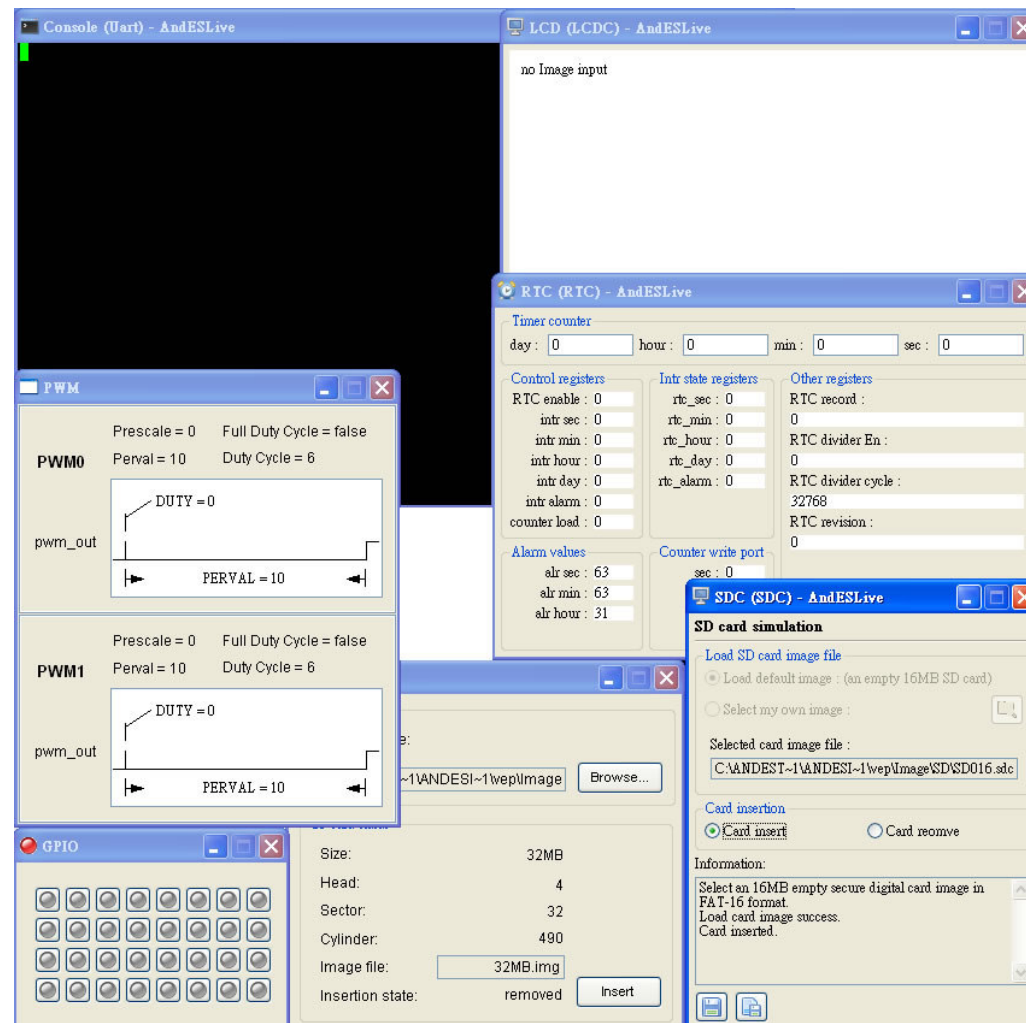 Console (Uart) - AndESLive
LCD (LCDC) - AndESLive
no Image input
RTC (RTC) - AndESLive
Timer counter
day : 0 hour : 0 min : 0 sec : 0
Control registers
RTC enable : 0
intr sec : 0
intr min : 0
intr hour : 0
intr day : 0
intr alarm : 0
counter load : 0
Intr state registers
rtc_sec : 0
rtc_min : 0
rtc_hour : 0
rtc_day : 0
rtc_alarm : 0
Other registers
RTC record :
0
RTC divider En :
0
RTC divider cycle :
32768
RTC revision :
0
Alarm values
alr sec : 63
alr min : 63
alr hour : 31
Counter write port
sec : 0
PWM
PWM0
Prescale = 0 Full Duty Cycle = false
Perval = 10 Duty Cycle = 6
DUTY = 0
pwm_out
PERVAL = 10
PWM1
Prescale = 0 Full Duty Cycle = false
Perval = 10 Duty Cycle = 6
DUTY = 0
pwm_out
PERVAL = 10
GPIO
~1\ANDESI~1\wep\Image Browse...
Size: 32MB
Head: 4
Sector: 32
Cylinder: 490
Image file: 32MB.img
Insertion state: removed Insert
SDC (SDC) - AndESLive
SD card simulation
Load SD card image file
Load default image : (an empty 16MB SD card)
Select my own image :
Selected card image file :
C:\ANDEST~1\ANDESI~1\wep\Image\SD\SD016.sdc
Card insertion
Card insert Card reomve
Information:
Select an 16MB empty secure digital card image in
FAT-16 format.
Load card image success.
Card inserted.